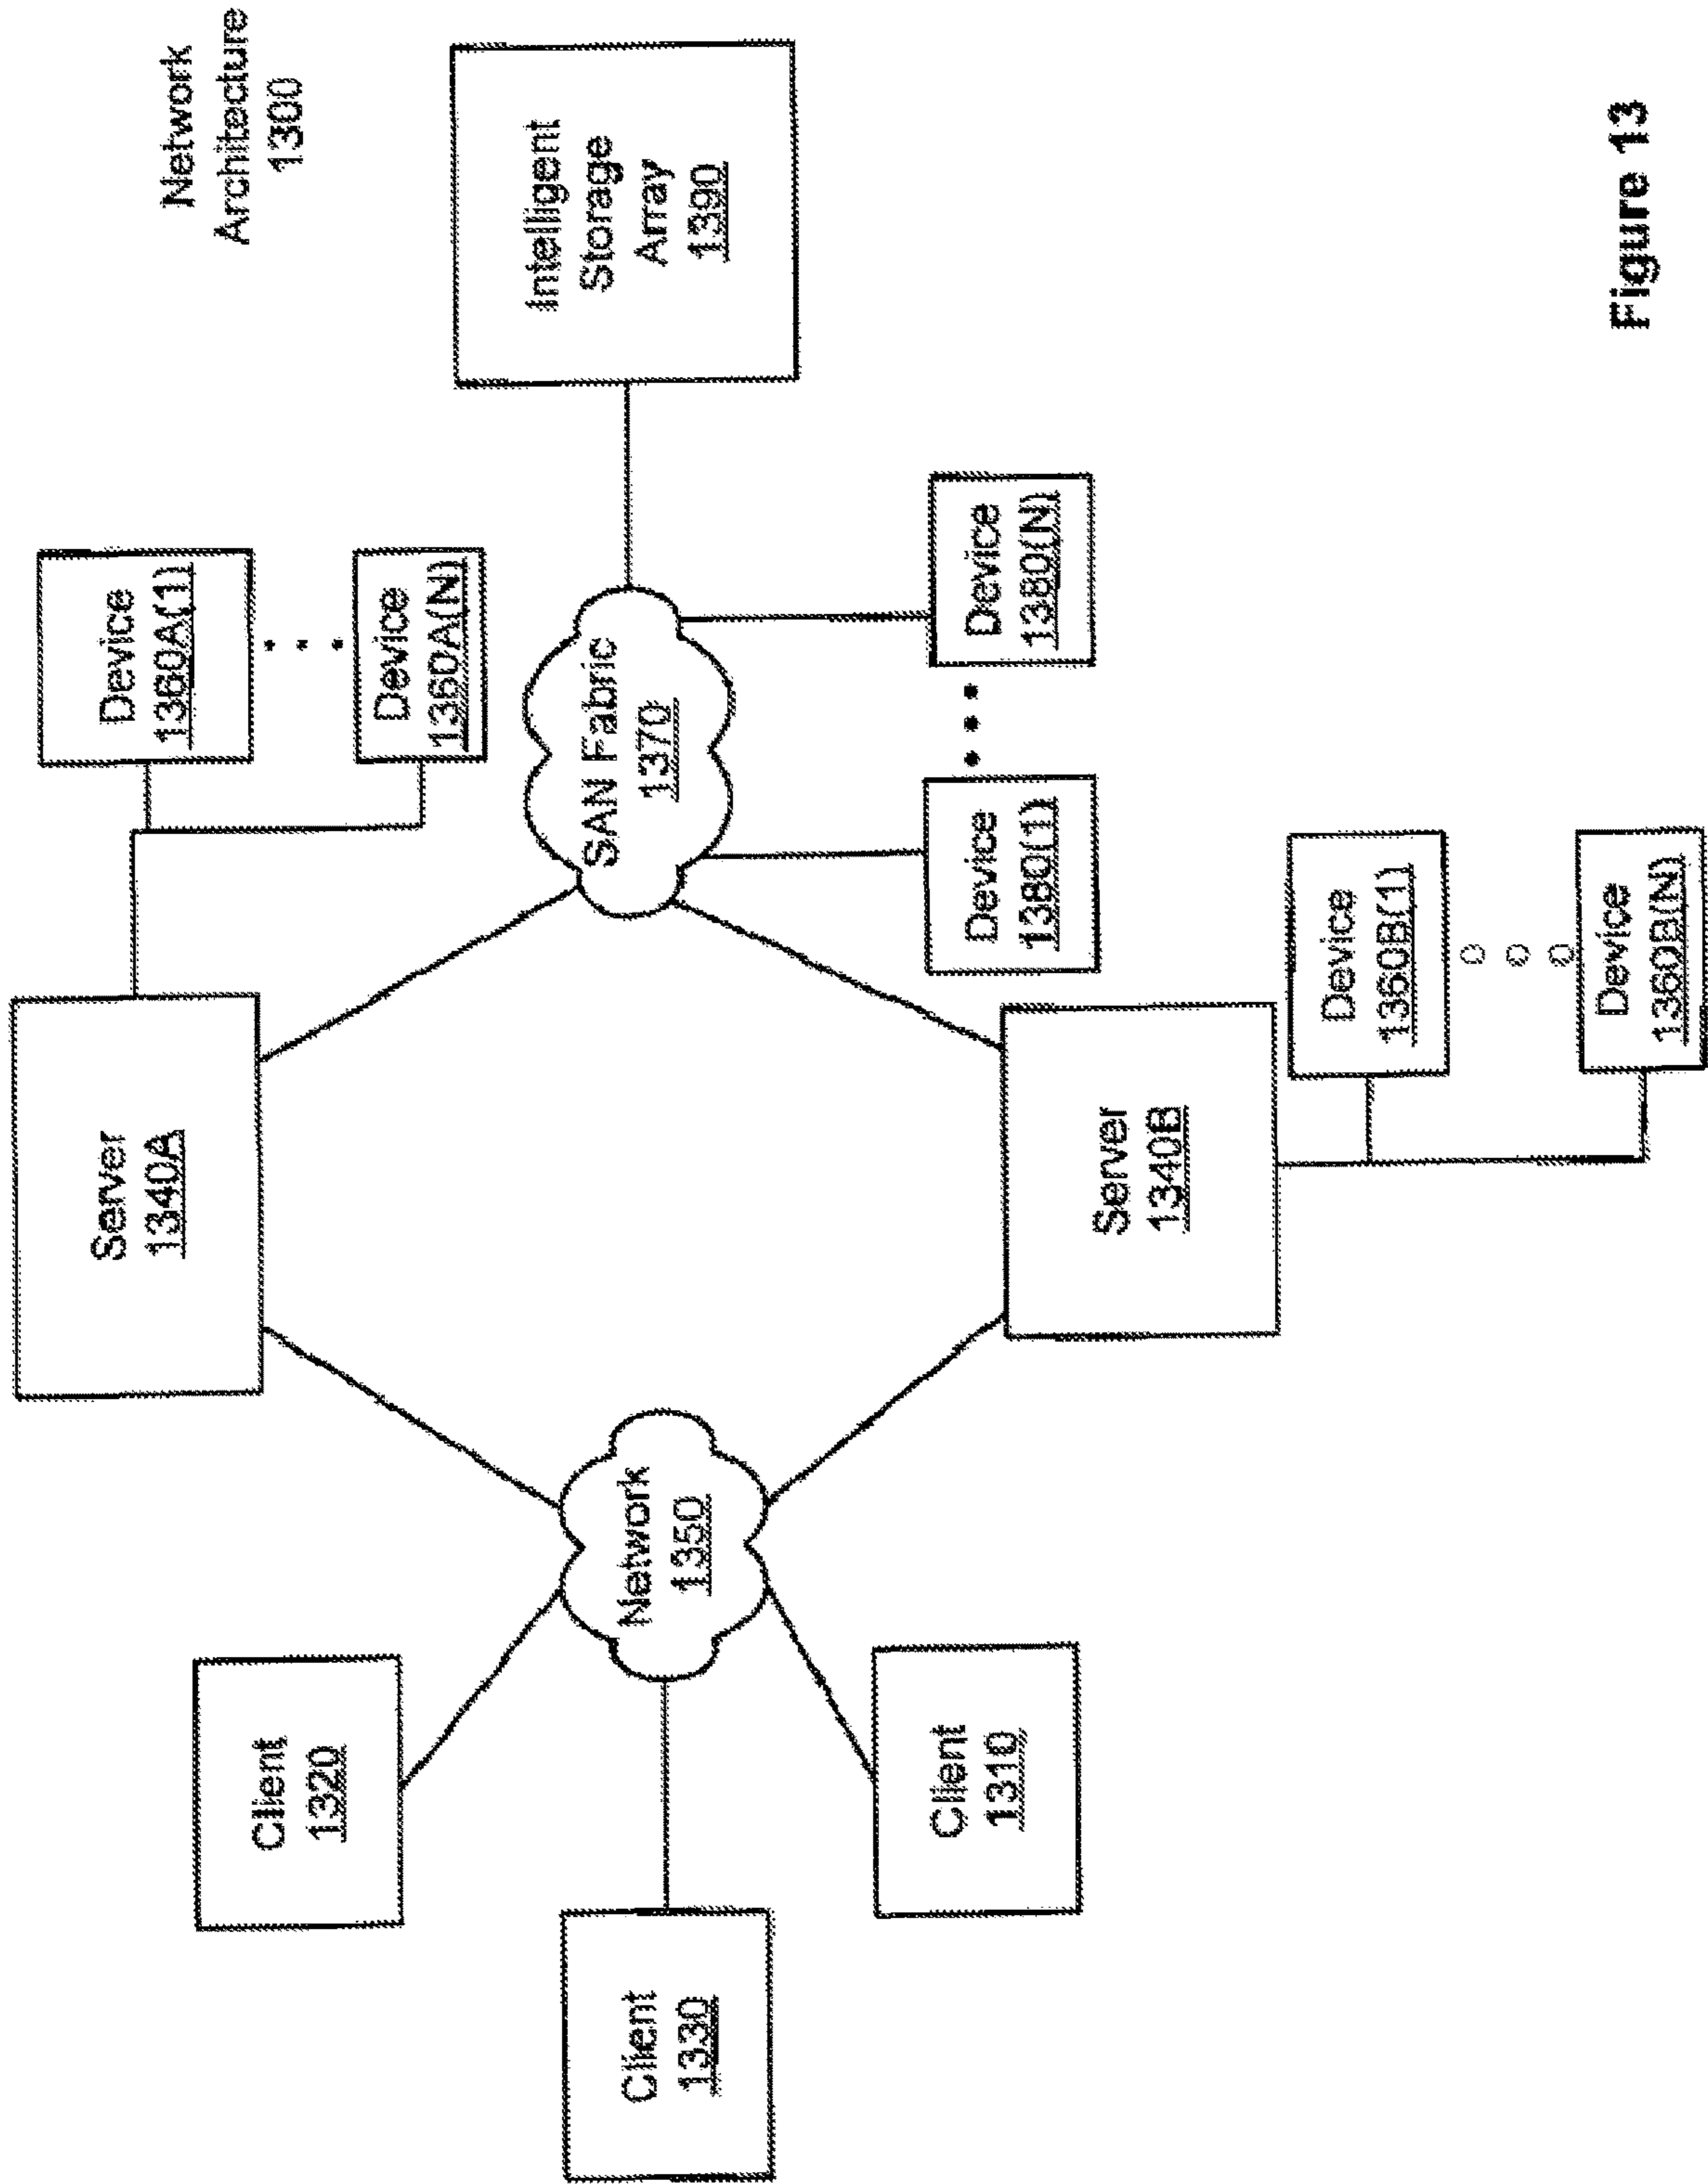 Network
Architecture
1300
Device
1360A(1)
Device
1360A(N)
Server
1340A
Client
1320
Intelligent
Storage
Array
1390
SAN Fabric
1370
Network
1350
Client
1330
Device
1380(1)
Device
1380(N)
Client
1310
Server
1340B
Device
1360B(1)
Device
1360B(N)
Figure 13